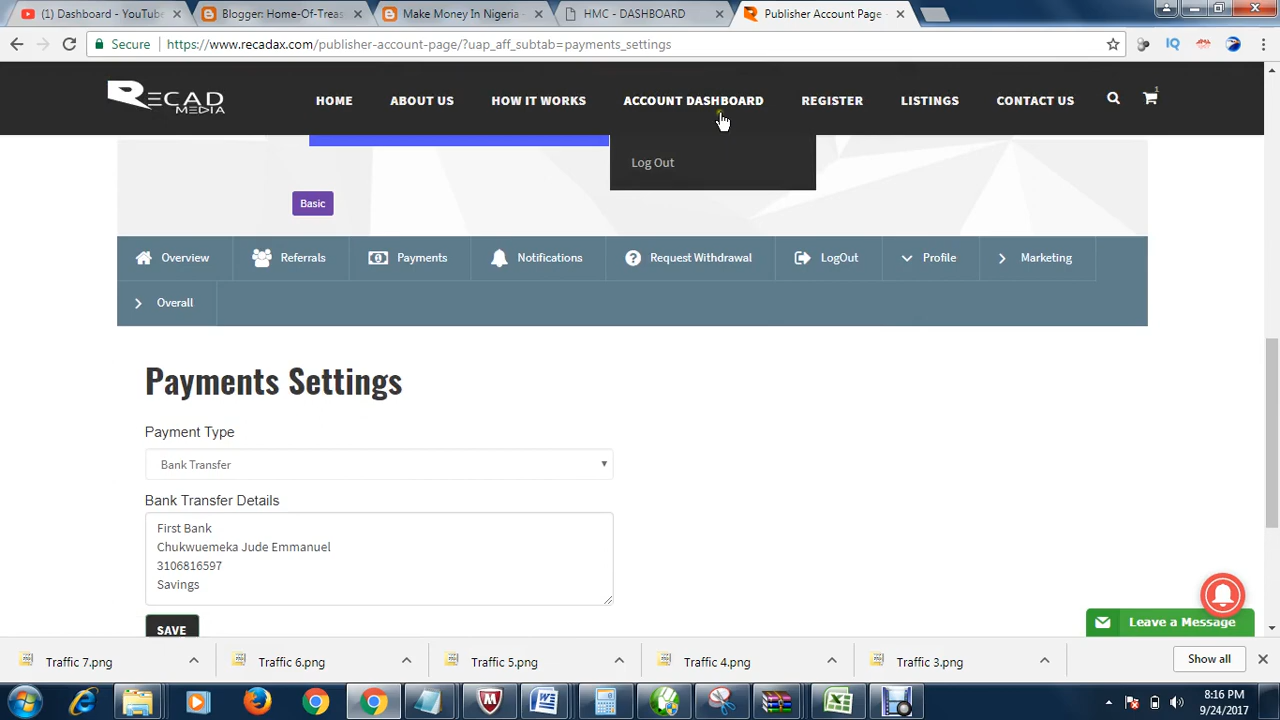 (1) Dashboard - YouTube
Blogger: Home-Of-Treas
Make Money In Nigeria -
HMC - DASHBOARD
Publisher Account Page
Secure
https://www.recadax.com/publisher-account-page/?uap_aff_subtab=payments_settings
IQ
RECAD MEDIA
HOME
ABOUT US
HOW IT WORKS
ACCOUNT DASHBOARD
REGISTER
LISTINGS
CONTACT US
1
Log Out
Basic
Overview
Referrals
Payments
Notifications
Request Withdrawal
LogOut
Profile
Marketing
Overall
Payments Settings
Payment Type
Bank Transfer
Bank Transfer Details
First Bank
Chukwuemeka Jude Emmanuel
3106816597
Savings
SAVE
Leave a Message
Traffic 7.png
Traffic 6.png
Traffic 5.png
Traffic 4.png
Traffic 3.png
Show all
8:16 PM
9/24/2017